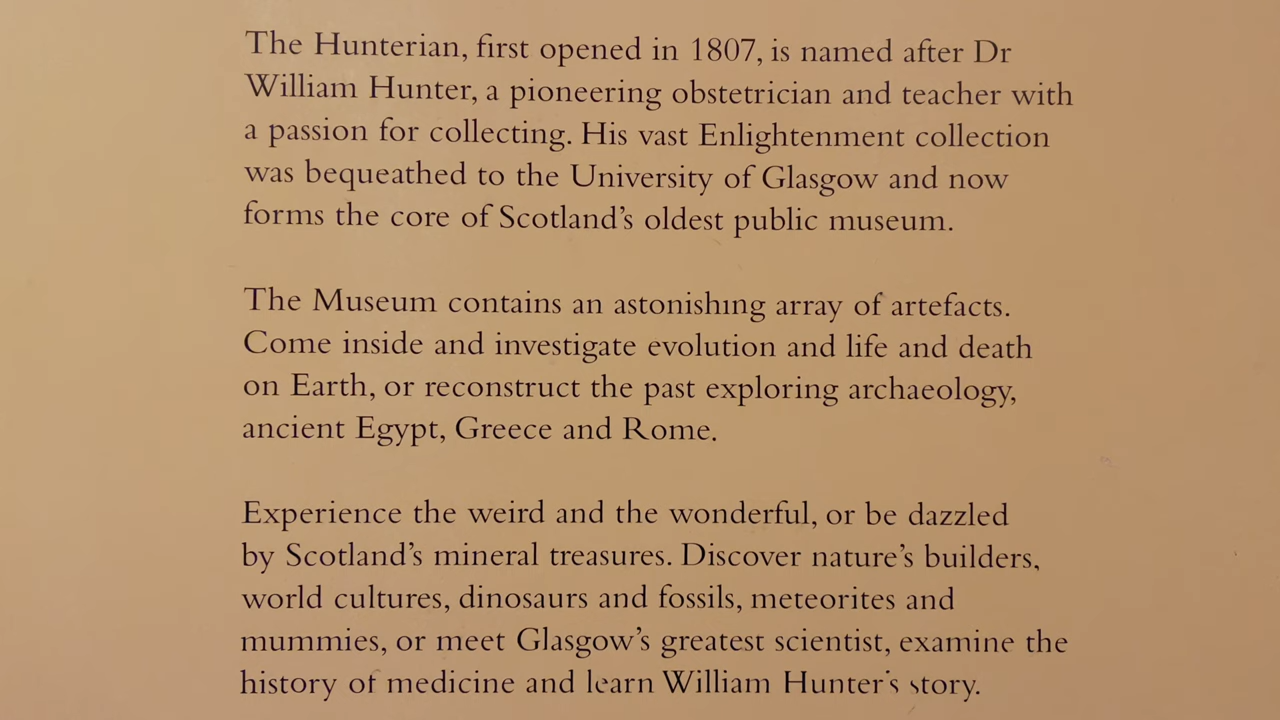 The Hunterian, first opened in 1807, is named after Dr
William Hunter, a pioneering obstetrician and teacher with
a passion for collecting. His vast Enlightenment collection
was bequeathed to the University of Glasgow and now
forms the core of Scotland's oldest public museum.
The Museum contains an astonishing array of artefacts.
Come inside and investigate evolution and life and death
on Earth, or reconstruct the past exploring archaeology,
ancient Egypt, Greece and Rome.
Experience the weird and the wonderful, or be dazzled
by Scotland's mineral treasures. Discover nature's builders,
world cultures, dinosaurs and fossils, meteorites and
mummies, or meet Glasgow's greatest scientist, examine the
history of medicine and learn William Hunter's story.